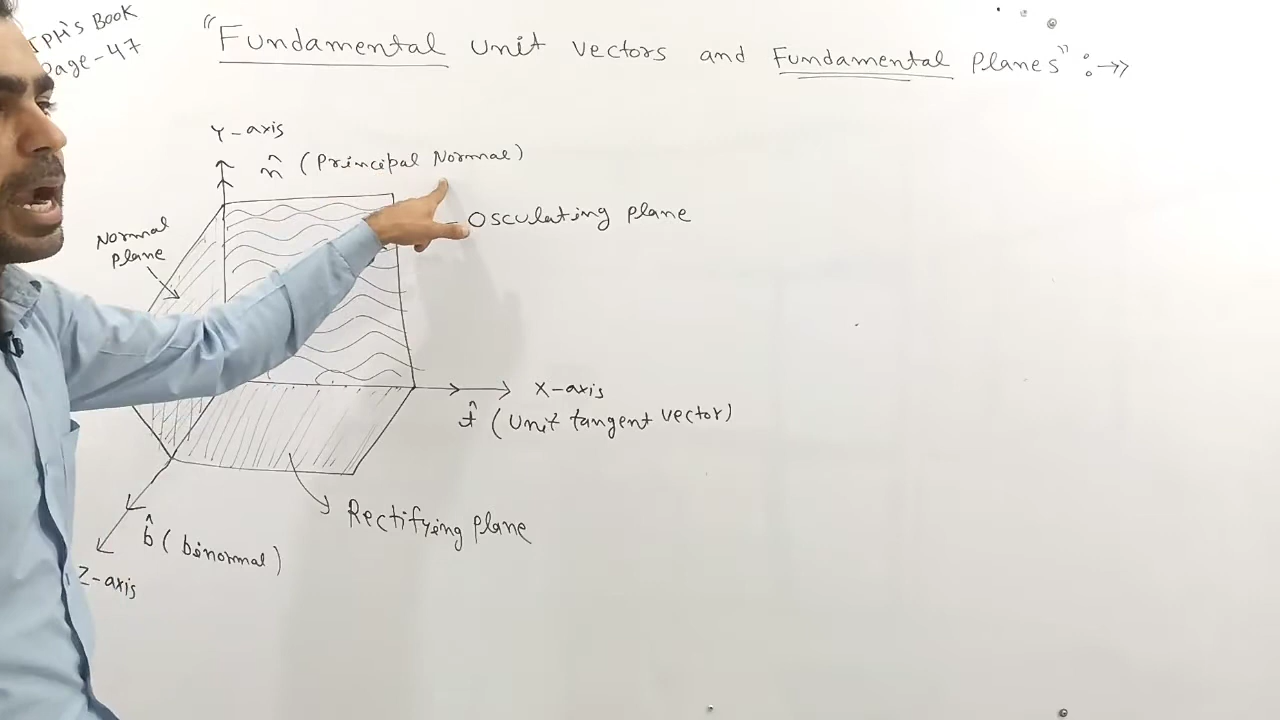 JPH's Book
Page-47
"Fundamental Unit vectors and Fundamental Planes" :→
Y-axis
n̂ (Principal Normal)
Osculating plane
Normal
plane
X-axis
t̂ (Unit tangent vector)
Rectifying plane
b̂ (binormal)
Z-axis